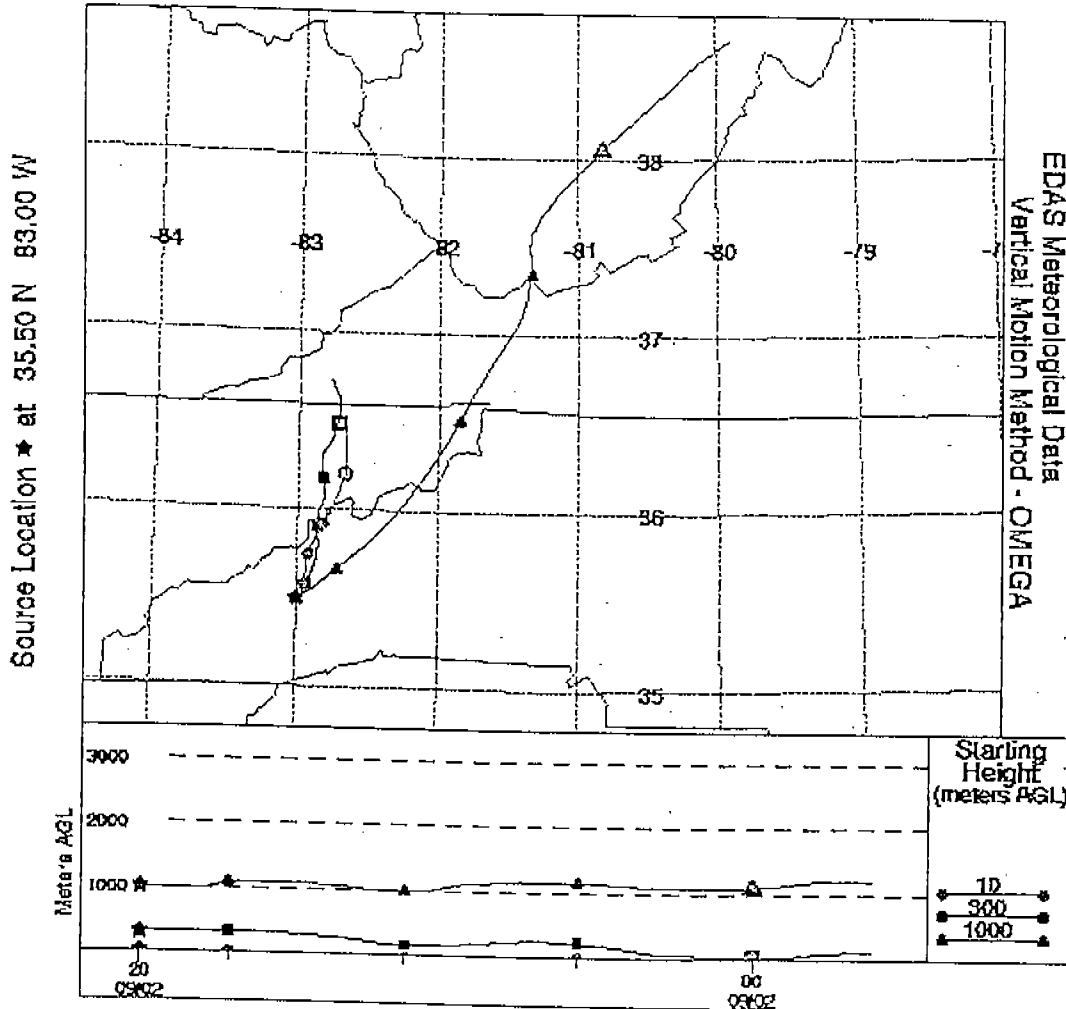 Source Location ★ at 35.50 N 83.00 W
EDAS Meteorological Data
Vertical Motion Method - OMEGA
38
-84
-83
-82
-81
-80
-79
37
36
35
Meters AGL
3000
2000
1000
20
09/02
00
09/02
Starting
Height
(meters AGL)
10
300
1000